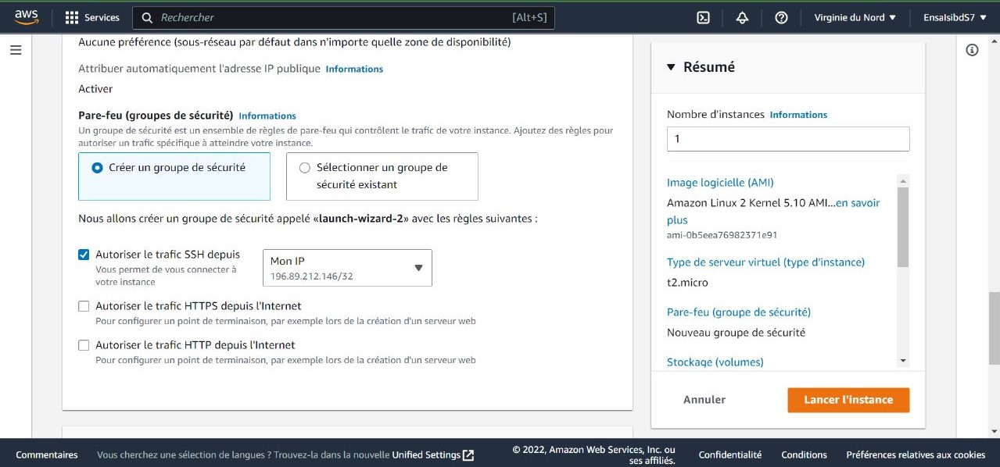 aws
Services
Rechercher
[Alt+S]
Virginie du Nord
EnsaIsibdS7
Aucune préférence (sous-réseau par défaut dans n'importe quelle zone de disponibilité)
Attribuer automatiquement l'adresse IP publique Informations
Activer
Pare-feu (groupes de sécurité) Informations
Un groupe de sécurité est un ensemble de règles de pare-feu qui contrôlent le trafic de votre instance. Ajoutez des règles pour
autoriser un trafic spécifique à atteindre votre instance.
Créer un groupe de sécurité
Sélectionner un groupe de
sécurité existant
Nous allons créer un groupe de sécurité appelé «launch-wizard-2» avec les règles suivantes :
Autoriser le trafic SSH depuis
Vous permet de vous connecter à
votre instance
Mon IP
196.89.212.146/32
Autoriser le trafic HTTPS depuis l'Internet
Pour configurer un point de terminaison, par exemple lors de la création d'un serveur web
Autoriser le trafic HTTP depuis l'Internet
Pour configurer un point de terminaison, par exemple lors de la création d'un serveur web
Résumé
Nombre d'instances Informations
1
Image logicielle (AMI)
Amazon Linux 2 Kernel 5.10 AMI...en savoir
plus
ami-0b5eea76982371e91
Type de serveur virtuel (type d'instance)
t2.micro
Pare-feu (groupe de sécurité)
Nouveau groupe de sécurité
Stockage (volumes)
Annuler
Lancer l'instance
Commentaires
Vous cherchez une sélection de langues ? Trouvez-la dans la nouvelle Unified Settings
© 2022, Amazon Web Services, Inc. ou
ses affiliés.
Confidentialité
Conditions
Préférences relatives aux cookies